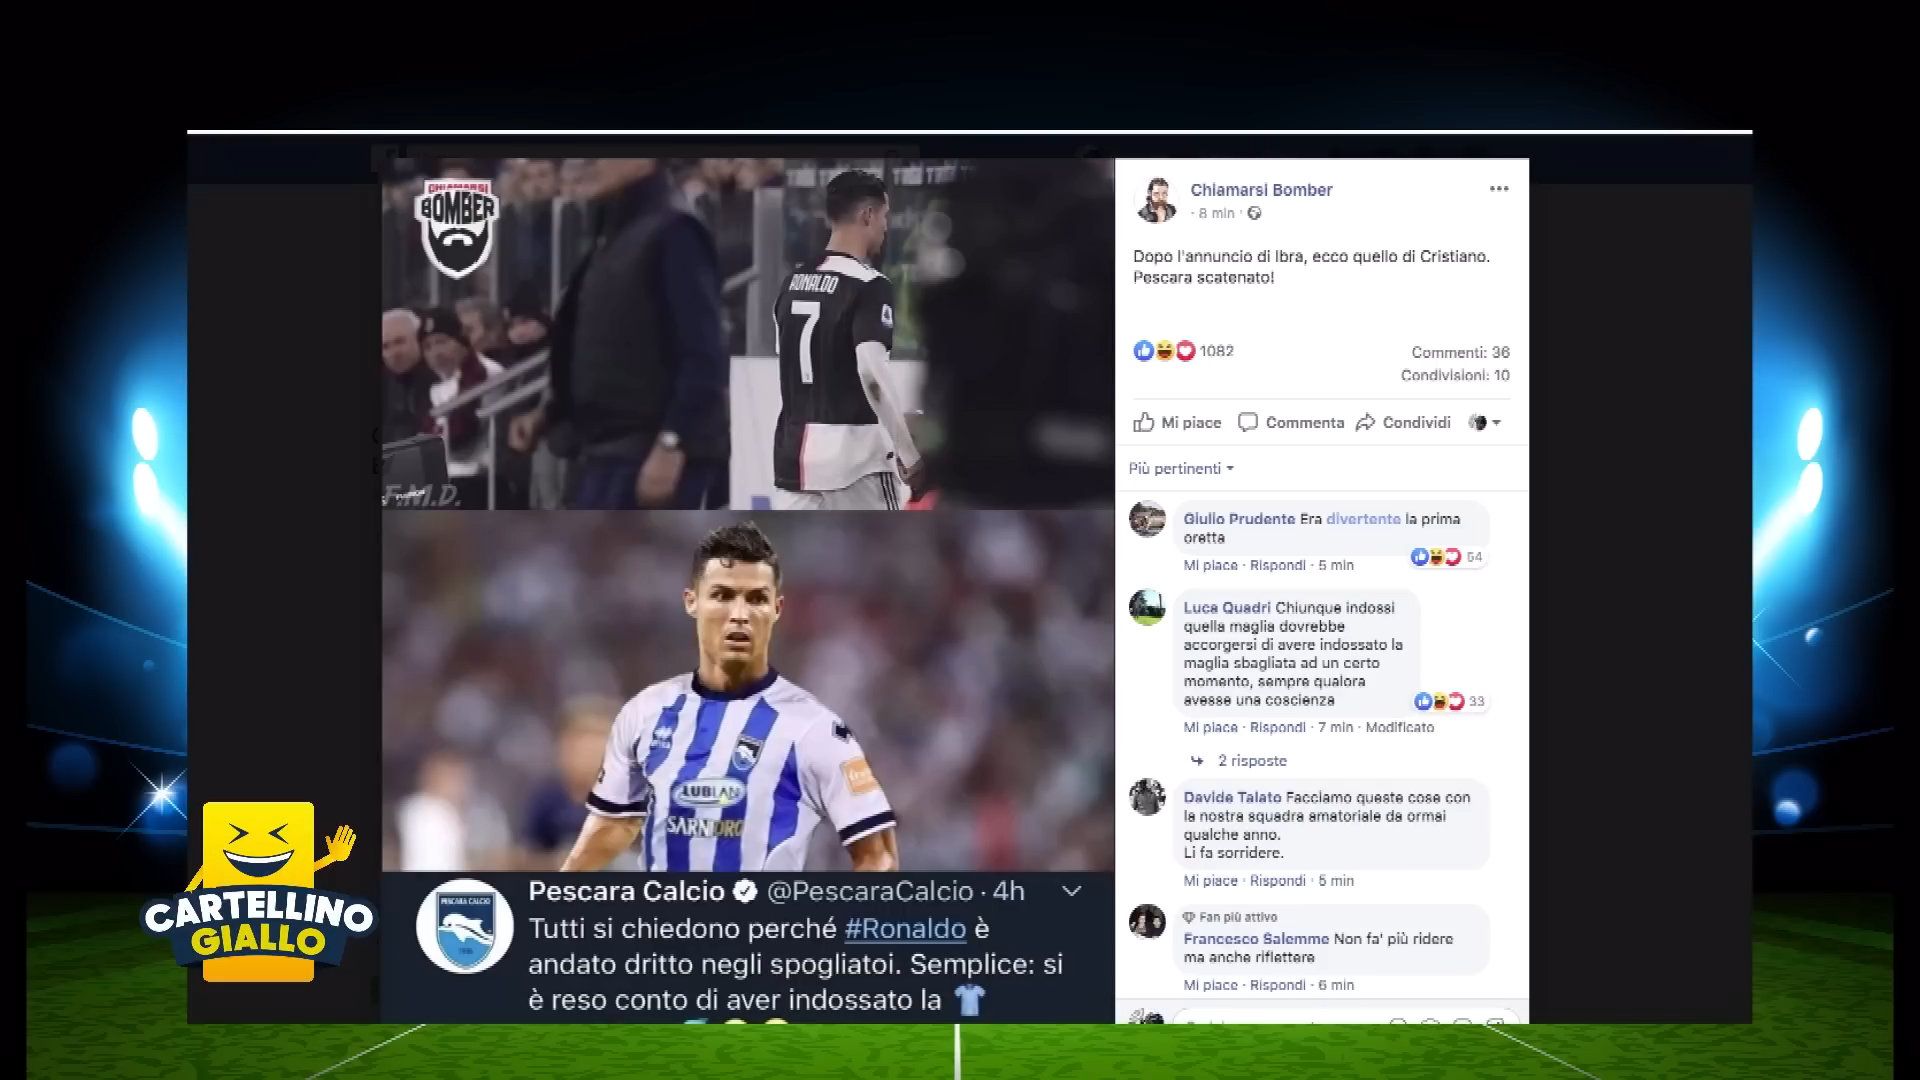 CHIAMARSI
BOMBER
RONALDO
7
F.M.D.
LUBLAN
Pescara Calcio @PescaraCalcio · 4h
PESCARA CALCIO
Tutti si chiedono perché #Ronaldo è
andato dritto negli spogliatoi. Semplice: si
è reso conto di aver indossato la
CARTELLINO
GIALLO
Chiamarsi Bomber
· 8 min ·
Dopo l'annuncio di Ibra, ecco quello di Cristiano.
Pescara scatenato!
1082
Commenti: 36
Condivisioni: 10
Mi piace Commenta Condividi
Più pertinenti
Giulio Prudente Era divertente la prima
oretta
54
Mi piace · Rispondi · 5 min
Luca Quadri Chiunque indossi
quella maglia dovrebbe
accorgersi di avere indossato la
maglia sbagliata ad un certo
momento, sempre qualora
avesse una coscienza
33
Mi piace · Rispondi · 7 min · Modificato
2 risposte
Davide Talato Facciamo queste cose con
la nostra squadra amatoriale da ormai
qualche anno.
Li fa sorridere.
Mi piace · Rispondi · 5 min
Fan più attivo
Francesco Salemme Non fa' più ridere
ma anche riflettere
Mi piace · Rispondi · 6 min